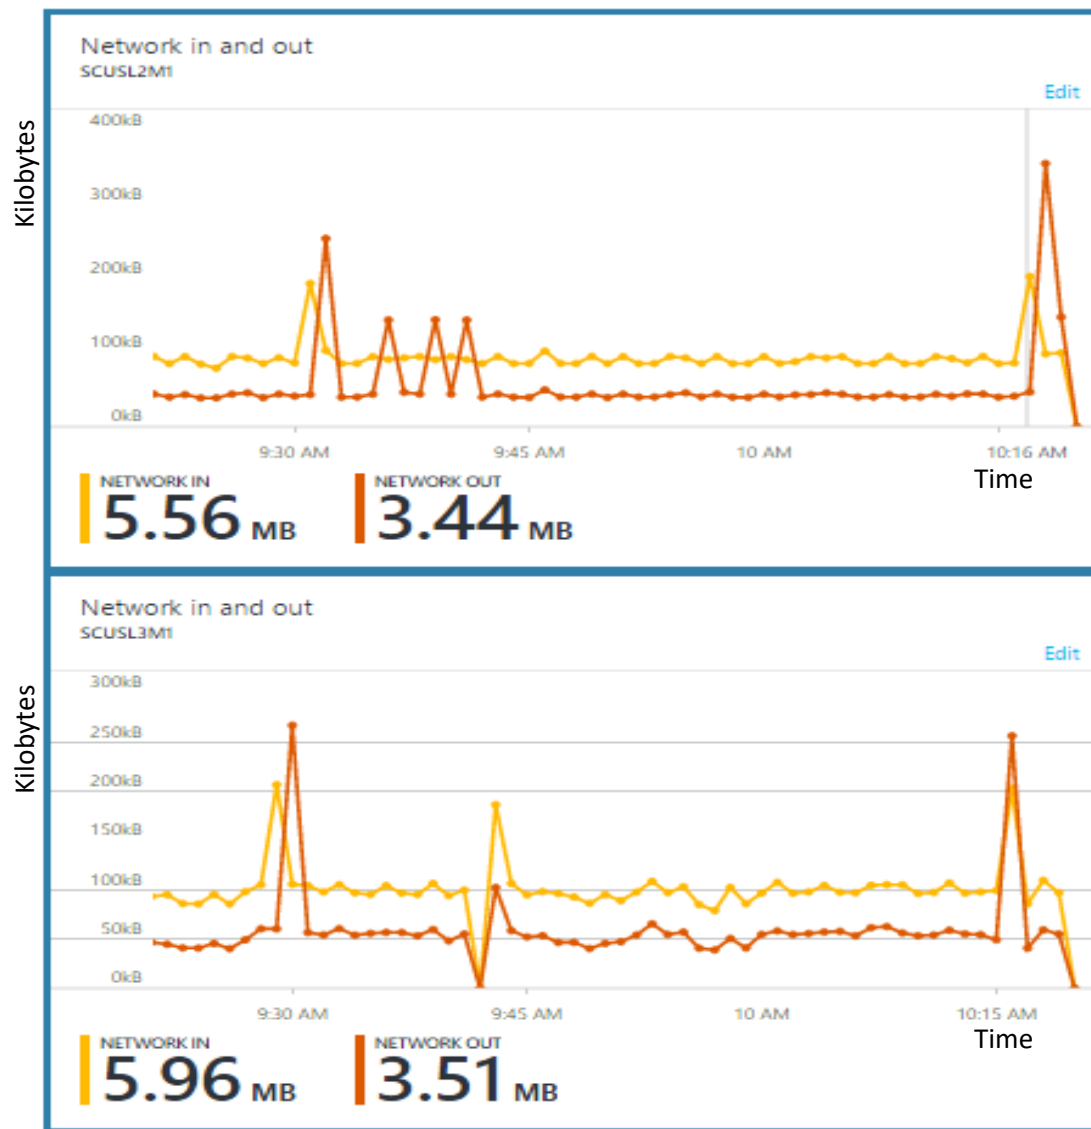 Network in and out
SCUSL2M1
Edit
Kilobytes
400kB
300kB
200kB
100kB
0kB
9:30 AM 9:45 AM 10 AM 10:16 AM
Time
NETWORK IN NETWORK OUT
5.56 MB 3.44 MB
Network in and out
SCUSL3M1
Edit
Kilobytes
300kB
250kB
200kB
150kB
100kB
50kB
0kB
9:30 AM 9:45 AM 10 AM 10:15 AM
Time
NETWORK IN NETWORK OUT
5.96 MB 3.51 MB